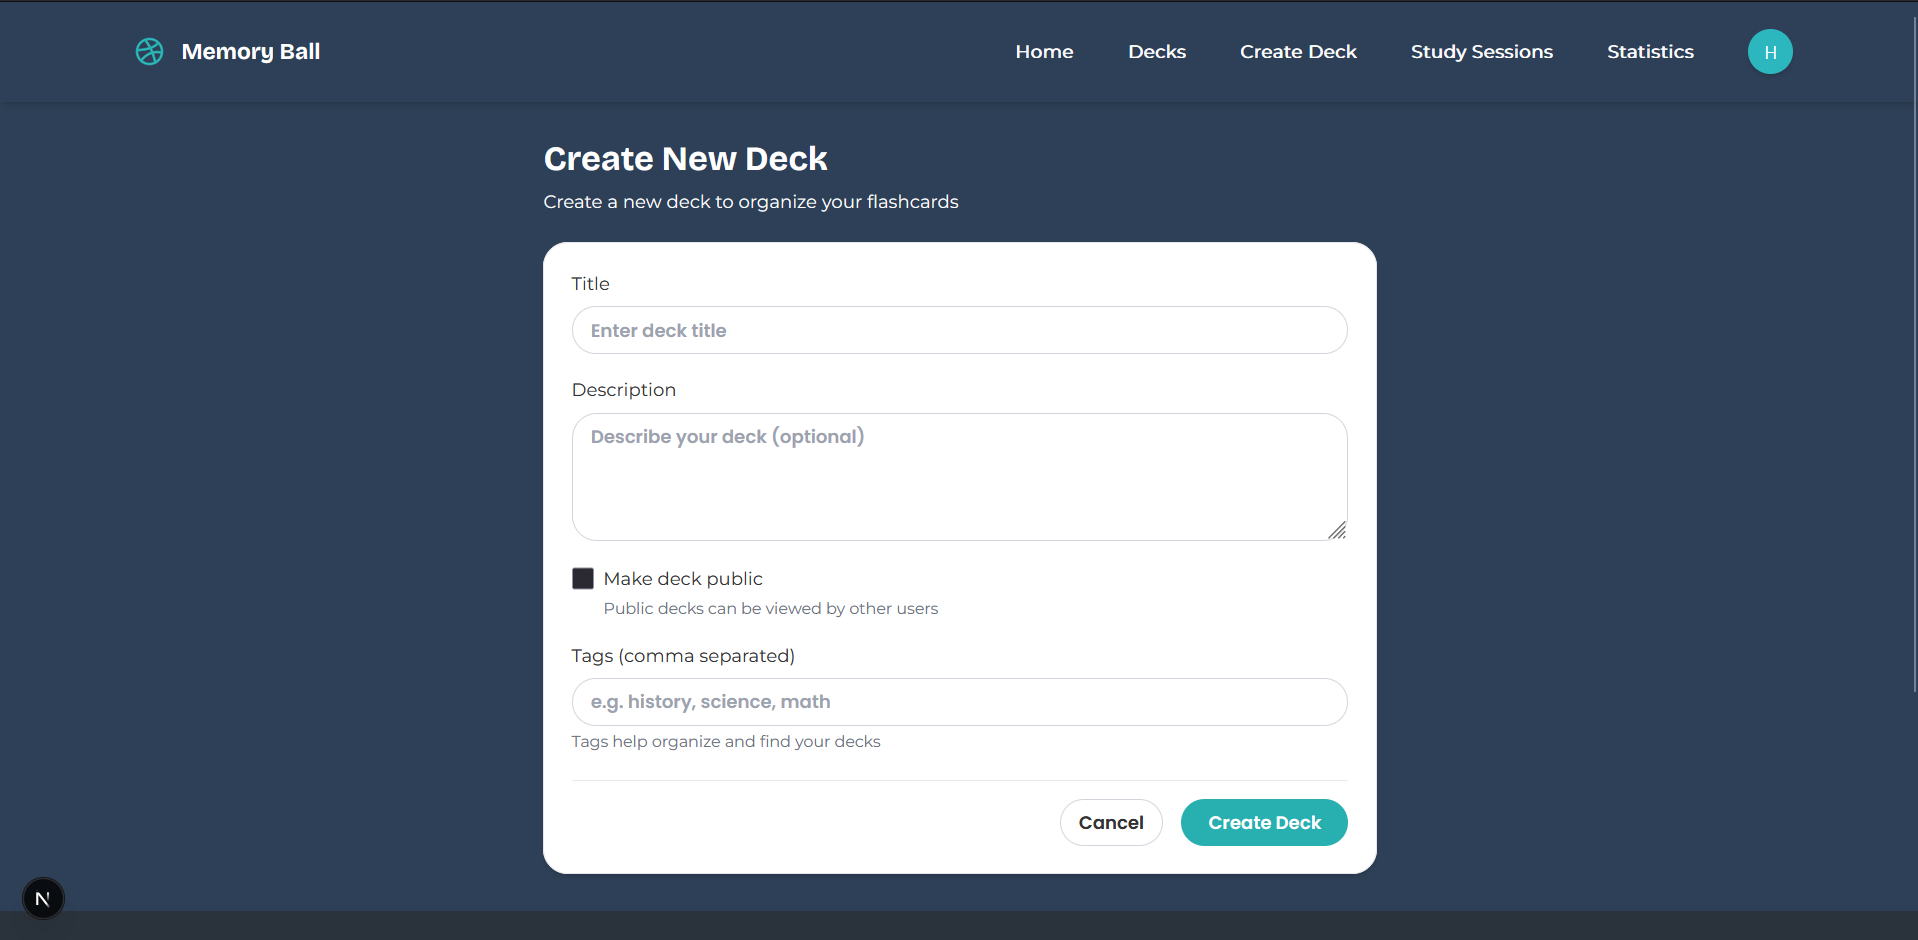 Memory Ball
Home
Decks
Create Deck
Study Sessions
Statistics
H
Create New Deck
Create a new deck to organize your flashcards
Title
Enter deck title
Description
Describe your deck (optional)
Make deck public
Public decks can be viewed by other users
Tags (comma separated)
e.g. history, science, math
Tags help organize and find your decks
Cancel
Create Deck
N